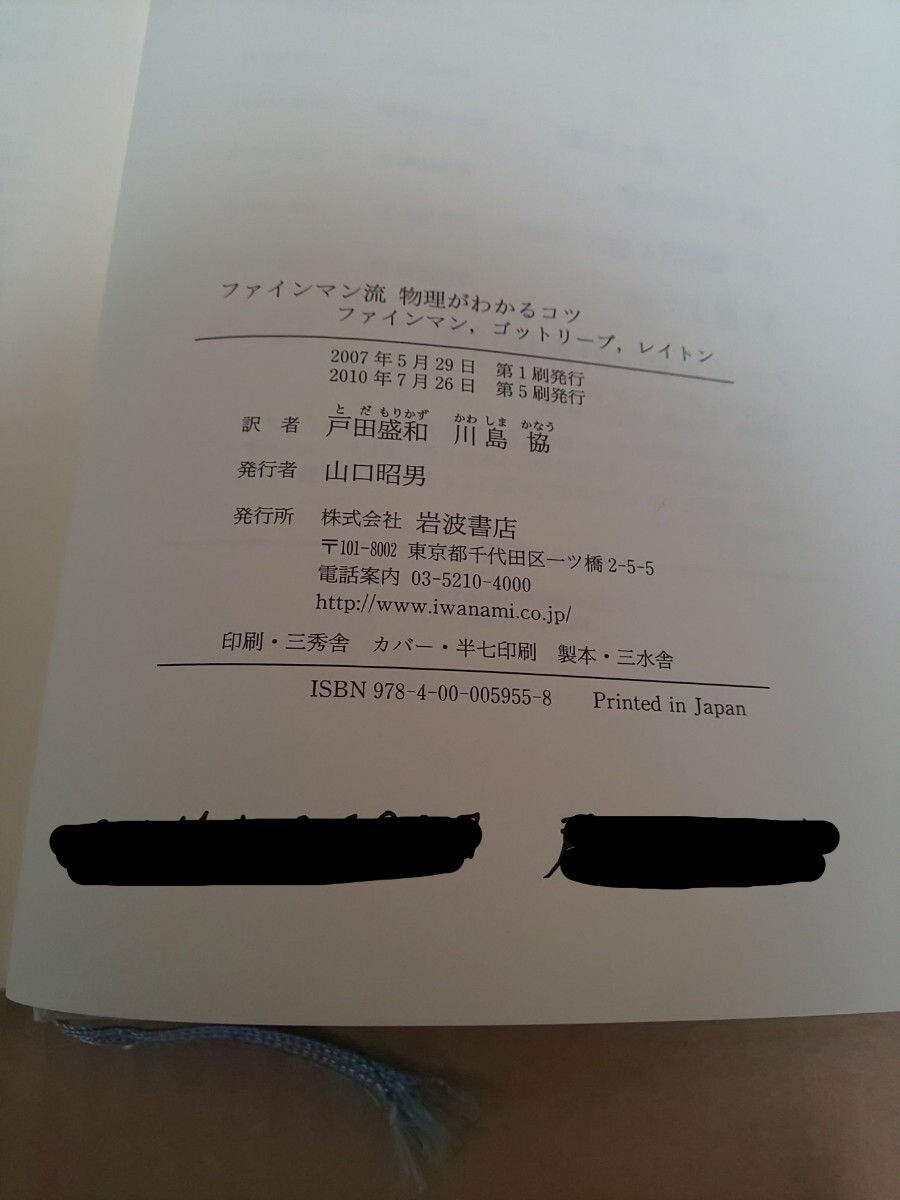 ファインマン流 物理がわかるコツ
ファインマン, ゴットリーブ, レイトン
2007年5月29日 第1刷発行
2010年7月26日 第5刷発行
と だ もりかず かわ しま かなう
訳 者 戸田盛和 川島 協
発行者 山口昭男
発行所 株式会社 岩波書店
〒101-8002 東京都千代田区一ツ橋2-5-5
電話案内 03-5210-4000
http://www.iwanami.co.jp/
印刷・三秀舎 カバー・半七印刷 製本・三水舎
ISBN 978-4-00-005955-8 Printed in Japan